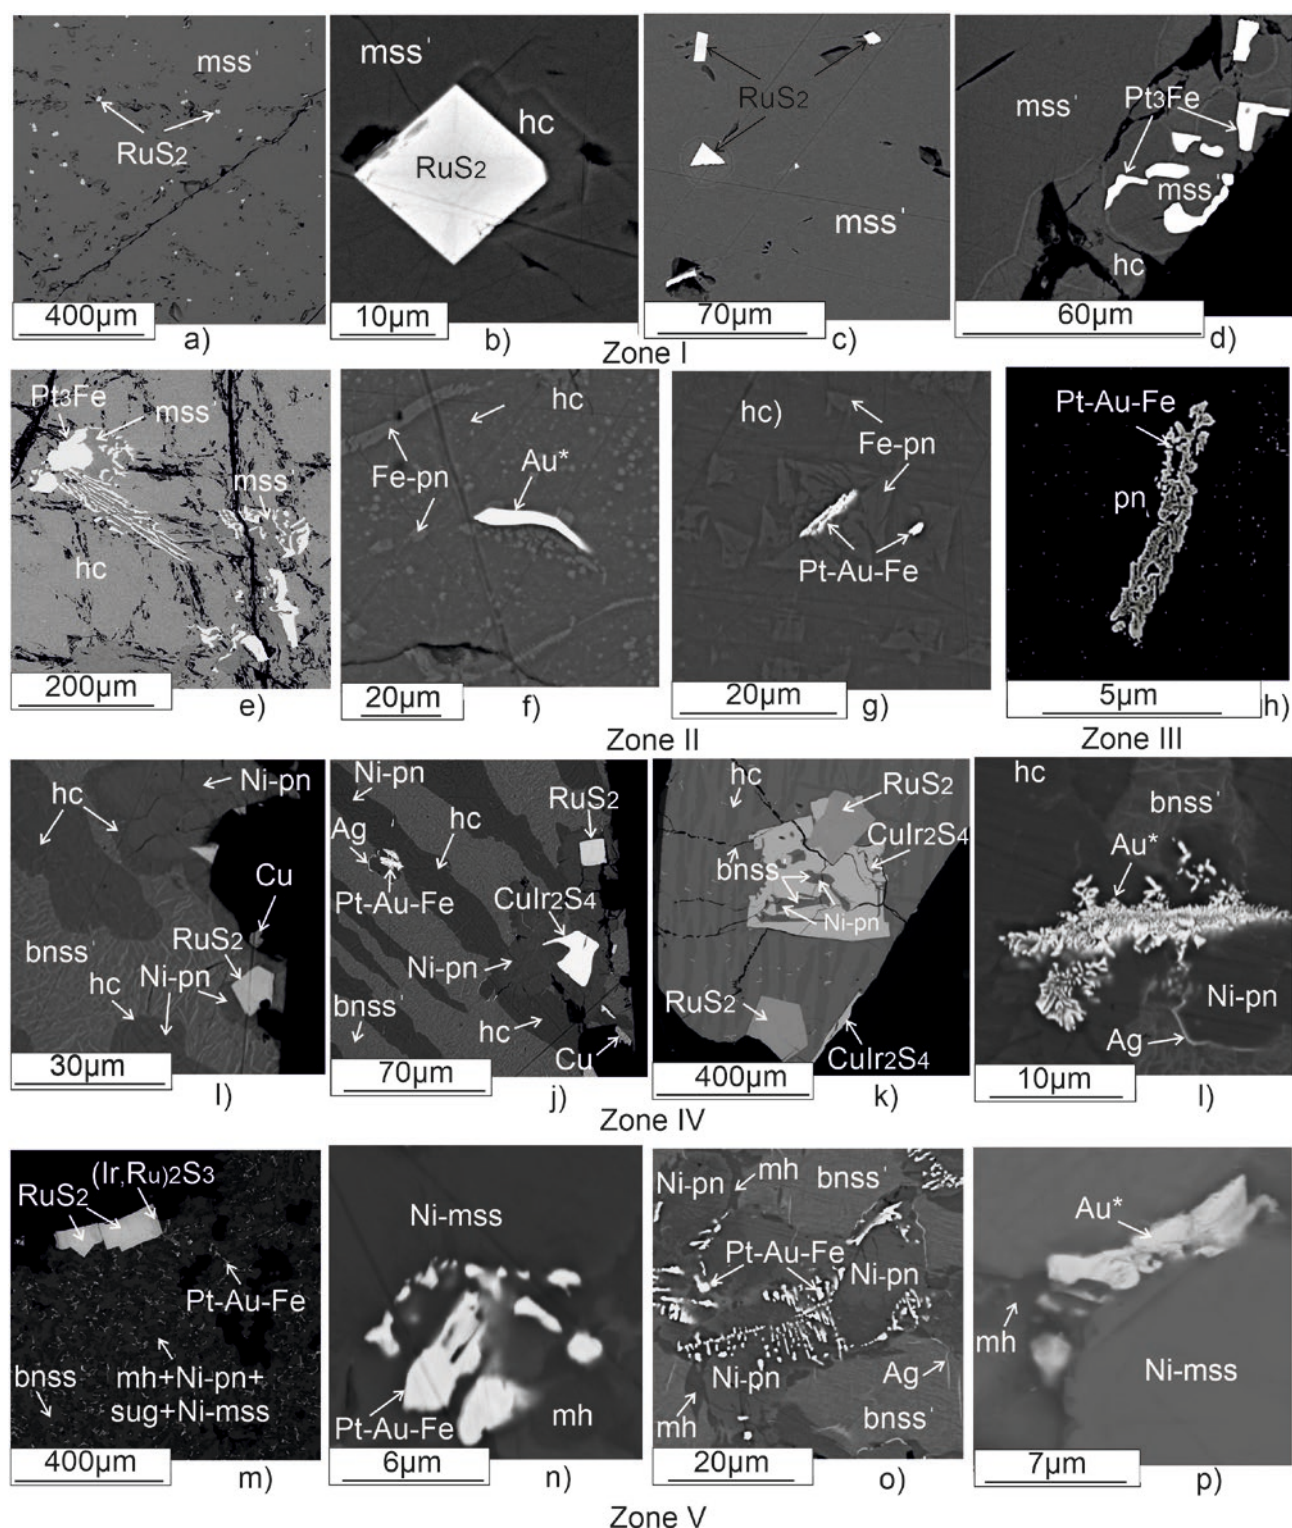 mss'
RuS2
400µm
a)
mss'
hc
RuS2
10µm
b)
RuS2
mss'
70µm
c)
mss'
Pt3Fe
mss'
hc
60µm
d)
Zone I
Pt3Fe
mss'
mss'
hc
200µm
e)
hc
Fe-pn
Au*
20µm
f)
hc)
Fe-pn
Pt-Au-Fe
20µm
g)
Pt-Au-Fe
pn
5µm
h)
Zone II
Zone III
Ni-pn
hc
Cu
RuS2
bnss'
Ni-pn
hc
30µm
I)
Ni-pn
RuS2
Ag
hc
Pt-Au-Fe
CuIr2S4
Ni-pn
bnss'
hc
Cu
70µm
j)
hc
RuS2
CuIr2S4
bnss'
Ni-pn
RuS2
CuIr2S4
400µm
k)
hc
bnss'
Au*
Ni-pn
Ag
10µm
l)
Zone IV
(Ir,Ru)2S3
RuS2
Pt-Au-Fe
bnss'
mh+Ni-pn+
sug+Ni-mss
400µm
m)
Ni-mss
Pt-Au-Fe
mh
6µm
n)
mh
Ni-pn
bnss'
Pt-Au-Fe
Ni-pn
Ni-pn
Ag
mh
bnss'
20µm
o)
Au*
mh
Ni-mss
7µm
p)
Zone V